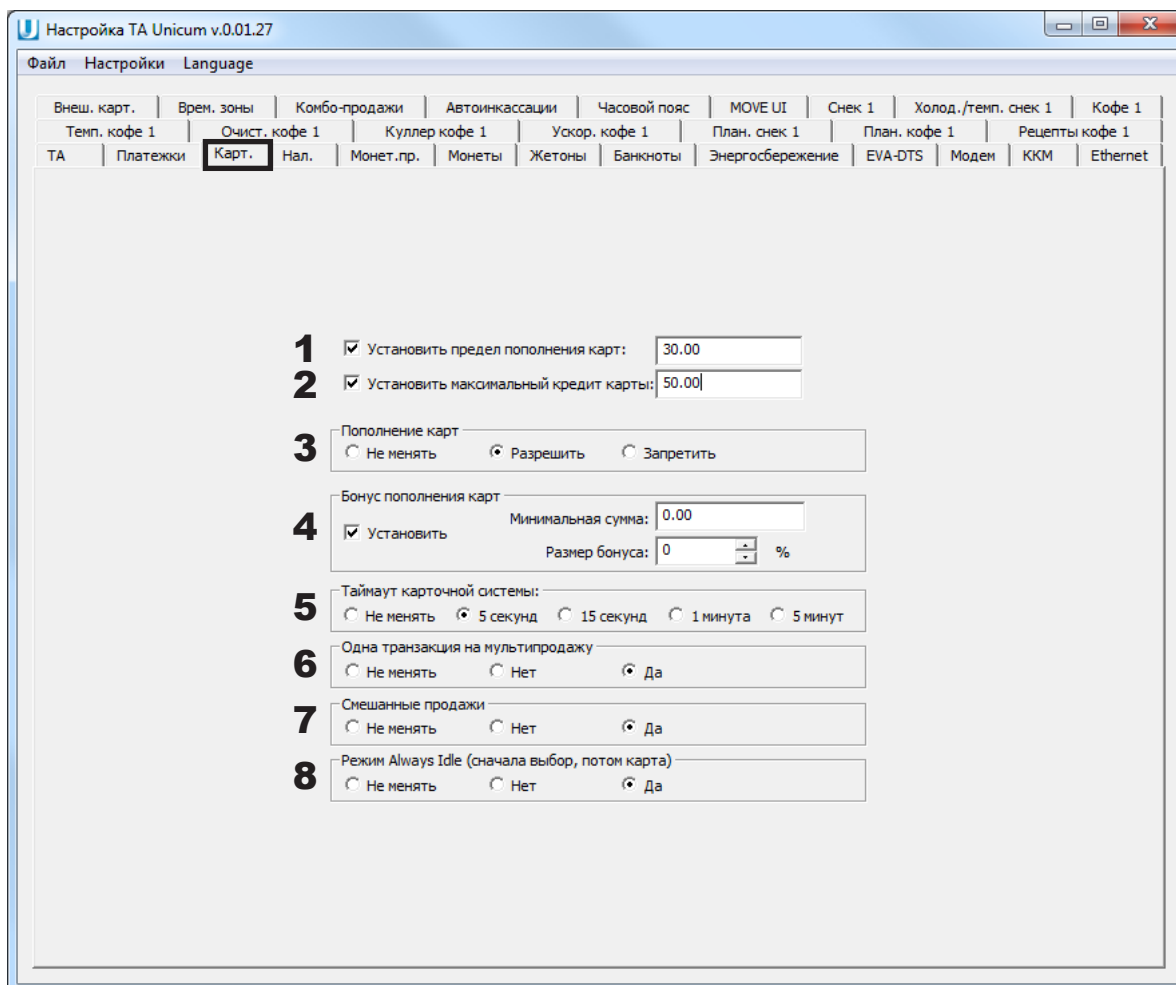 Настройка TA Unicum v.0.01.27
Файл Настройки Language
Внеш. карт. Врем. зоны Комбо-продажи Автоинкассации Часовой пояс MOVE UI Снек 1 Холод./темп. снек 1 Кофе 1
Темп. кофе 1 Очист. кофе 1 Куллер кофе 1 Ускор. кофе 1 План. снек 1 План. кофе 1 Рецепты кофе 1
ТА Платежки Карт. Нал. Монет.пр. Монеты Жетоны Банкноты Энергосбережение EVA-DTS Модем ККМ Ethernet
1 Установить предел пополнения карт: 30.00
2 Установить максимальный кредит карты: 50.00
Пополнение карт
3 Не менять Разрешить Запретить
Бонус пополнения карт
Минимальная сумма: 0.00
4 Установить
Размер бонуса: 0 %
Таймаут карточной системы:
5 Не менять 5 секунд 15 секунд 1 минута 5 минут
Одна транзакция на мультипродажу
6 Не менять Нет Да
Смешанные продажи
7 Не менять Нет Да
Режим Always Idle (сначала выбор, потом карта)
8 Не менять Нет Да